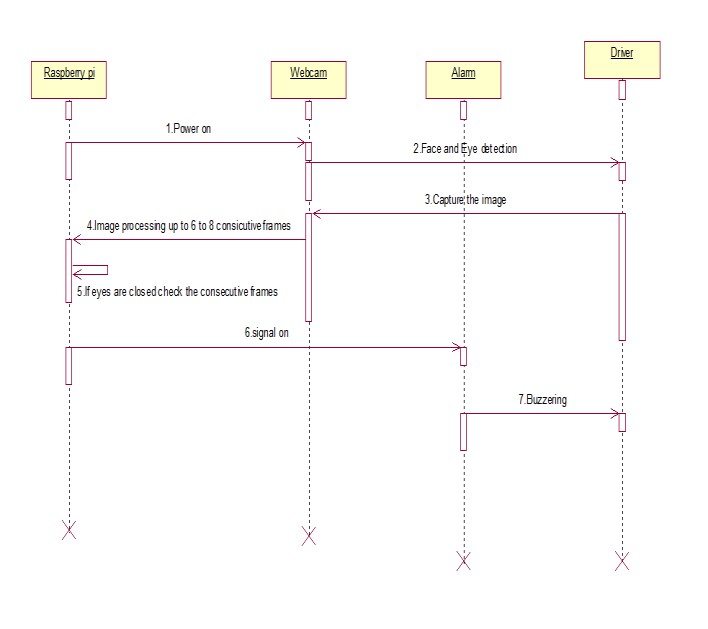 Raspberry pi
Webcam
Alarm
Driver
1.Power on
2.Face and Eye detection
3.Capture the image
4.Image processing up to 6 to 8 consicutive frames
5.If eyes are closed check the consecutive frames
6.signal on
7.Buzzering